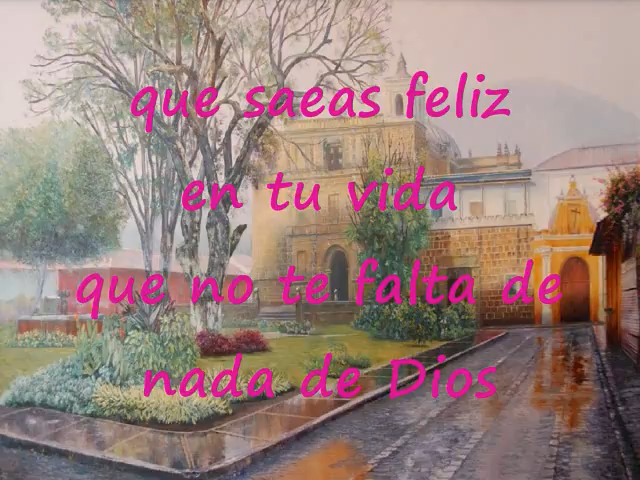 que saeas feliz
en tu vida
que no te falta de
nada de Dios